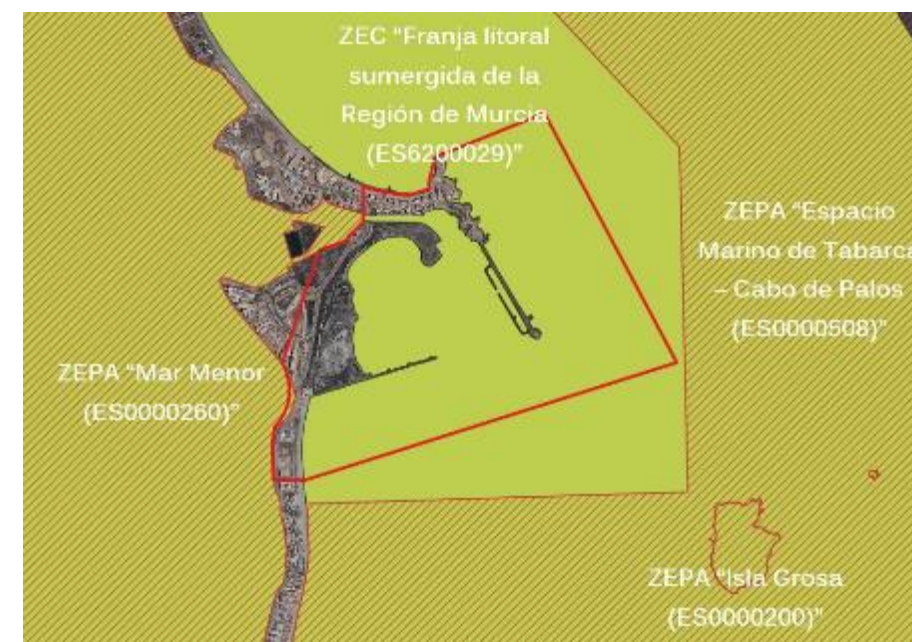 ZEC “Franja litoral
sumergida de la
Región de Murcia
(ES6200029)”
ZEPA “Espacio
Marino de Tabarca
– Cabo de Palos
(ES0000508)”
ZEPA “Mar Menor
(ES0000260)”
ZEPA “Isla Grosa
(ES0000200)”